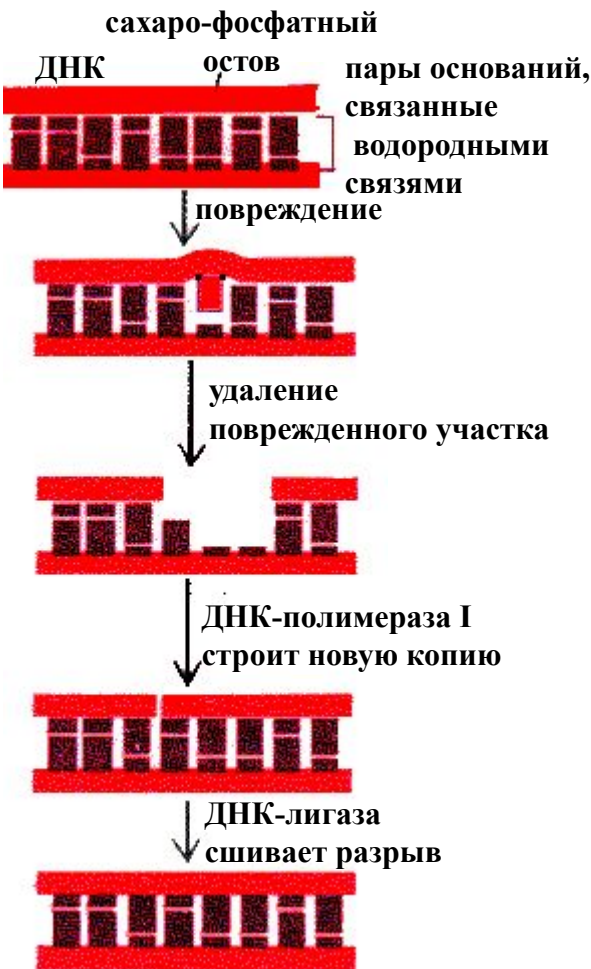 сахаро-фосфатный
остов
ДНК
пары оснований,
связанные
водородными
связями
повреждение
удаление
поврежденного участка
ДНК-полимераза I
строит новую копию
ДНК-лигаза
сшивает разрыв